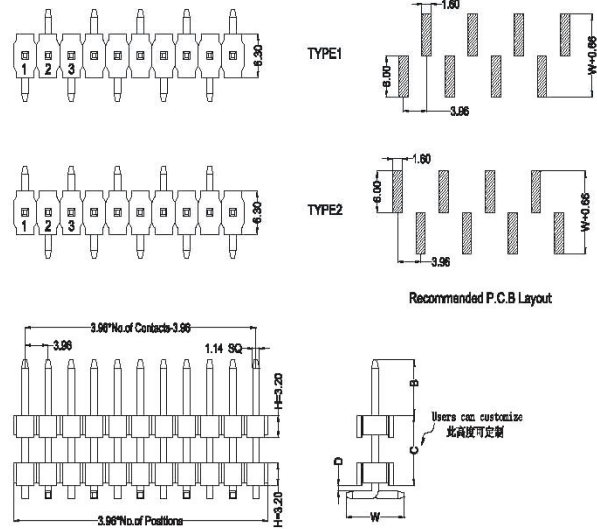 1 2 3
6.30
TYPE1
1.60
6.00
3.96
W+0.66
1 2 3
6.30
TYPE2
1.60
6.00
3.96
W+0.66
Recommended P.C.B Layout
3.96*No.of Contacts-3.96
3.96
1.14 SQ
H=3.20
H=3.20
3.96*No.of Positions
B
Users can customize
此高度可定制
C
D
W